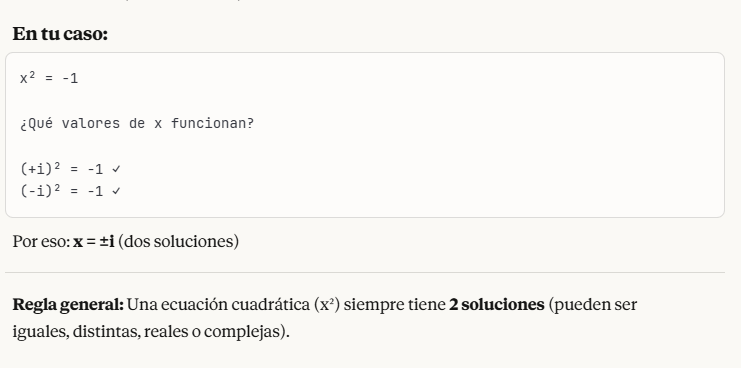 En tu caso:
x² = -1
¿Qué valores de x funcionan?
(+i)² = -1 ✓
(-i)² = -1 ✓
Por eso: x = ±i (dos soluciones)
Regla general: Una ecuación cuadrática (x²) siempre tiene 2 soluciones (pueden ser
iguales, distintas, reales o complejas).